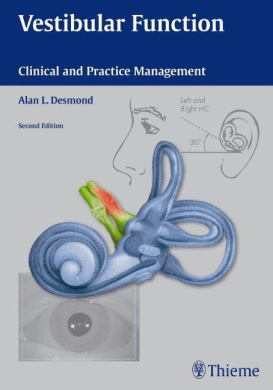 Vestibular Function
Clinical and Practice Management
Alan L. Desmond
Second Edition
Left and
Right HC
30°
Thieme